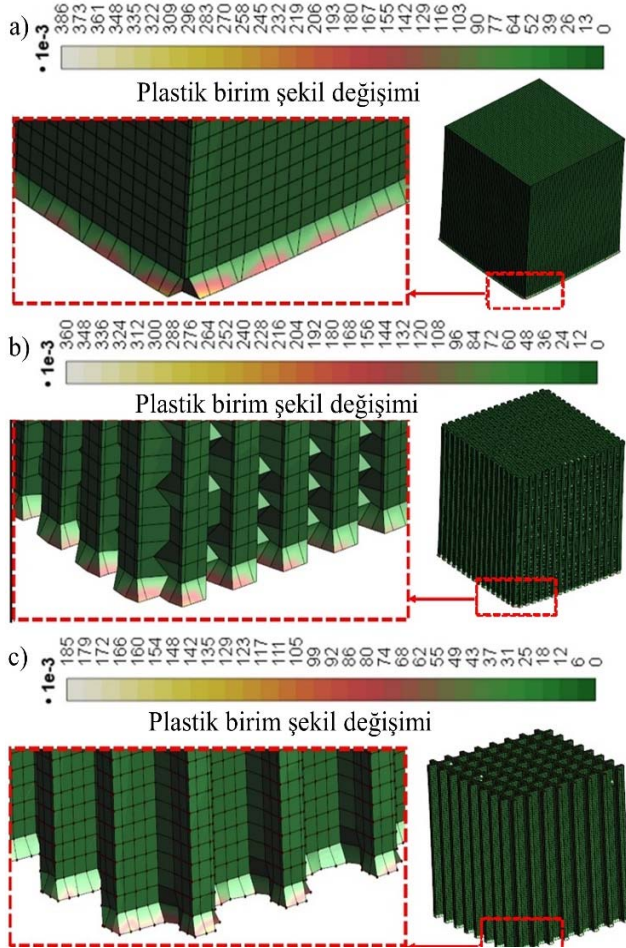 a)
• 1e-3
386 373 361 348 335 322 309 296 283 270 258 245 232 219 206 193 180 167 155 142 129 116 103 90 77 64 52 39 26 13 0
Plastik birim şekil değişimi
b)
• 1e-3
360 348 336 324 312 300 288 276 264 252 240 228 216 204 192 180 168 156 144 132 120 108 96 84 72 60 48 36 24 12 0
Plastik birim şekil değişimi
c)
• 1e-3
185 179 172 166 160 154 148 142 135 129 123 117 111 105 99 92 86 80 74 68 62 55 49 43 37 31 25 18 12 6 0
Plastik birim şekil değişimi